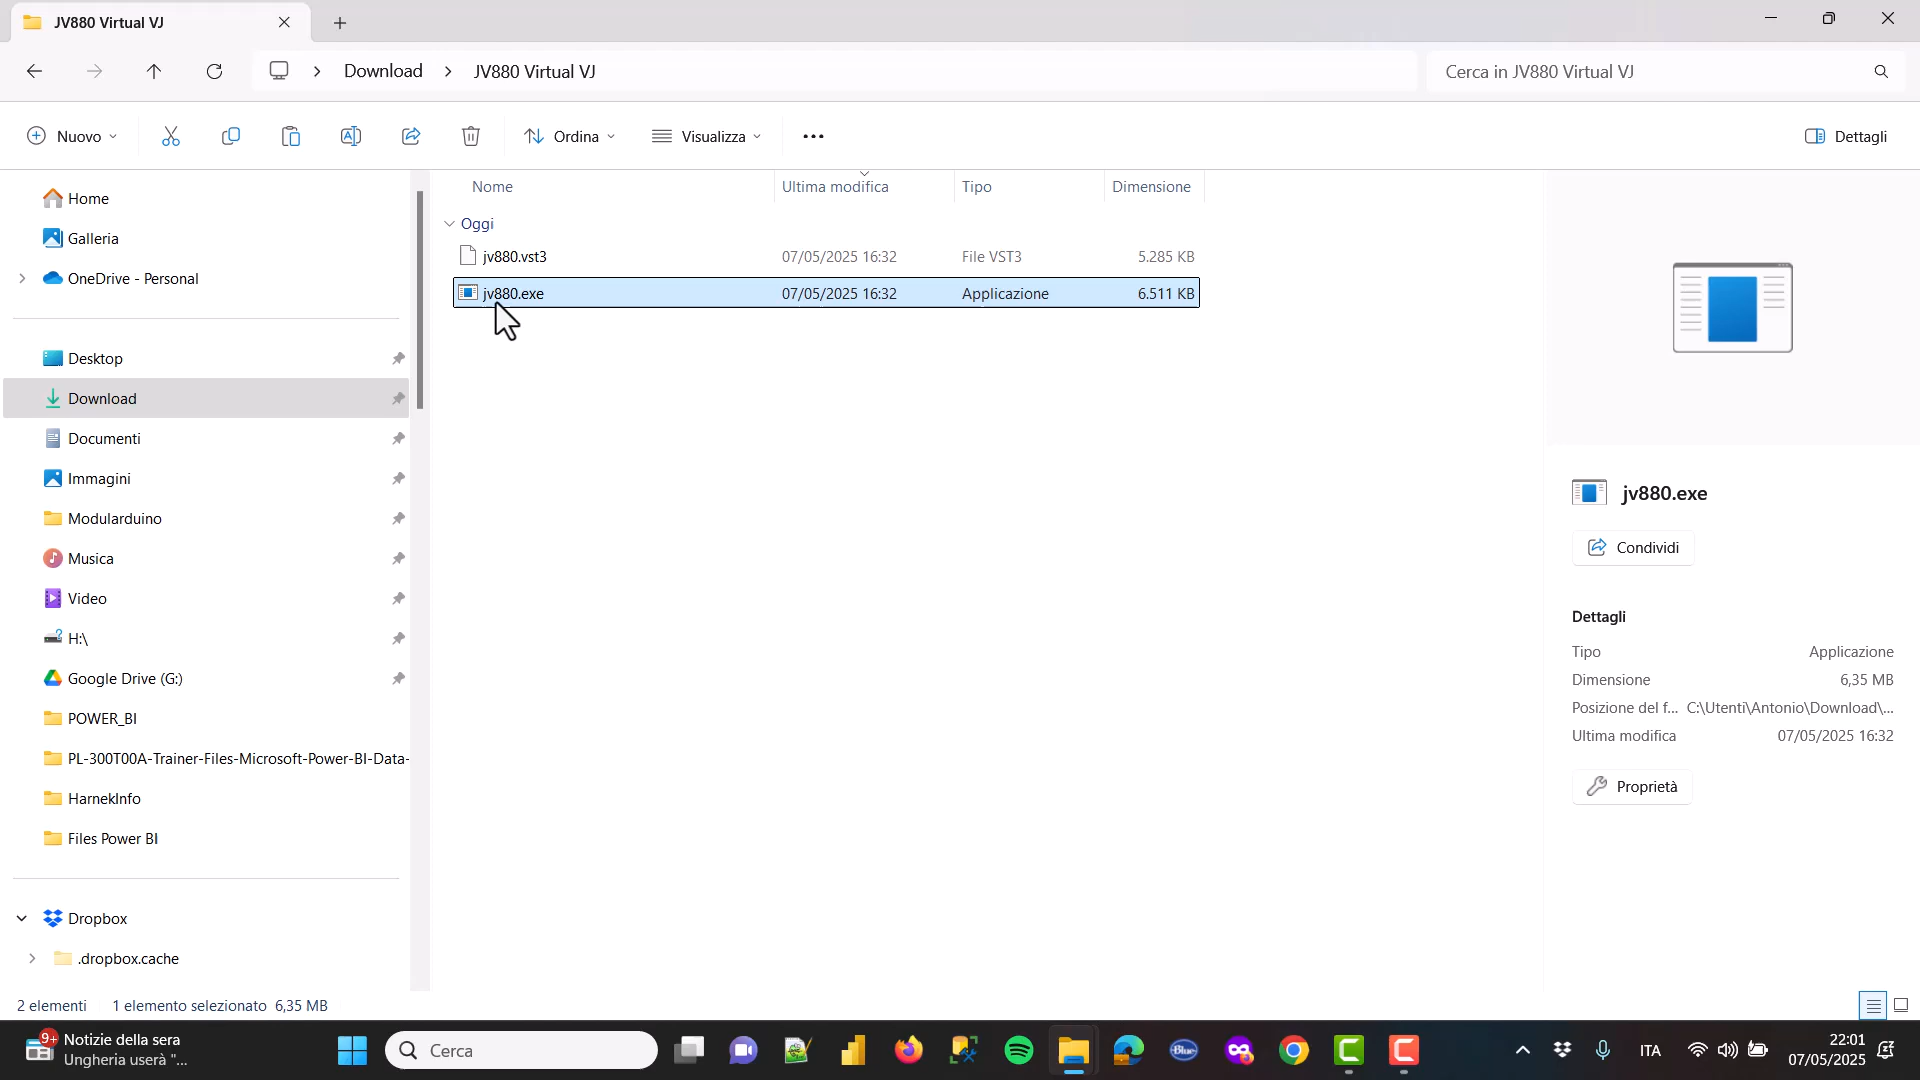 JV880 Virtual VJ
Download
JV880 Virtual VJ
Cerca in JV880 Virtual VJ
Nuovo
Ordina
Visualizza
Dettagli
Nome
Ultima modifica
Tipo
Dimensione
Oggi
jv880.vst3
07/05/2025 16:32
File VST3
5.285 KB
jv880.exe
07/05/2025 16:32
Applicazione
6.511 KB
Home
Galleria
OneDrive - Personal
Desktop
Download
Documenti
Immagini
Modularduino
Musica
Video
H:\
Google Drive (G:)
POWER_BI
PL-300T00A-Trainer-Files-Microsoft-Power-BI-Data-
HarnekInfo
Files Power BI
Dropbox
.dropbox.cache
jv880.exe
Condividi
Dettagli
Tipo Applicazione
Dimensione 6,35 MB
Posizione del f... C:\Utenti\Antonio\Download\...
Ultima modifica 07/05/2025 16:32
Proprietà
2 elementi 1 elemento selezionato 6,35 MB
9+
Notizie della sera
Ungheria userà "...
Cerca
Blue
ITA
22:01
07/05/2025